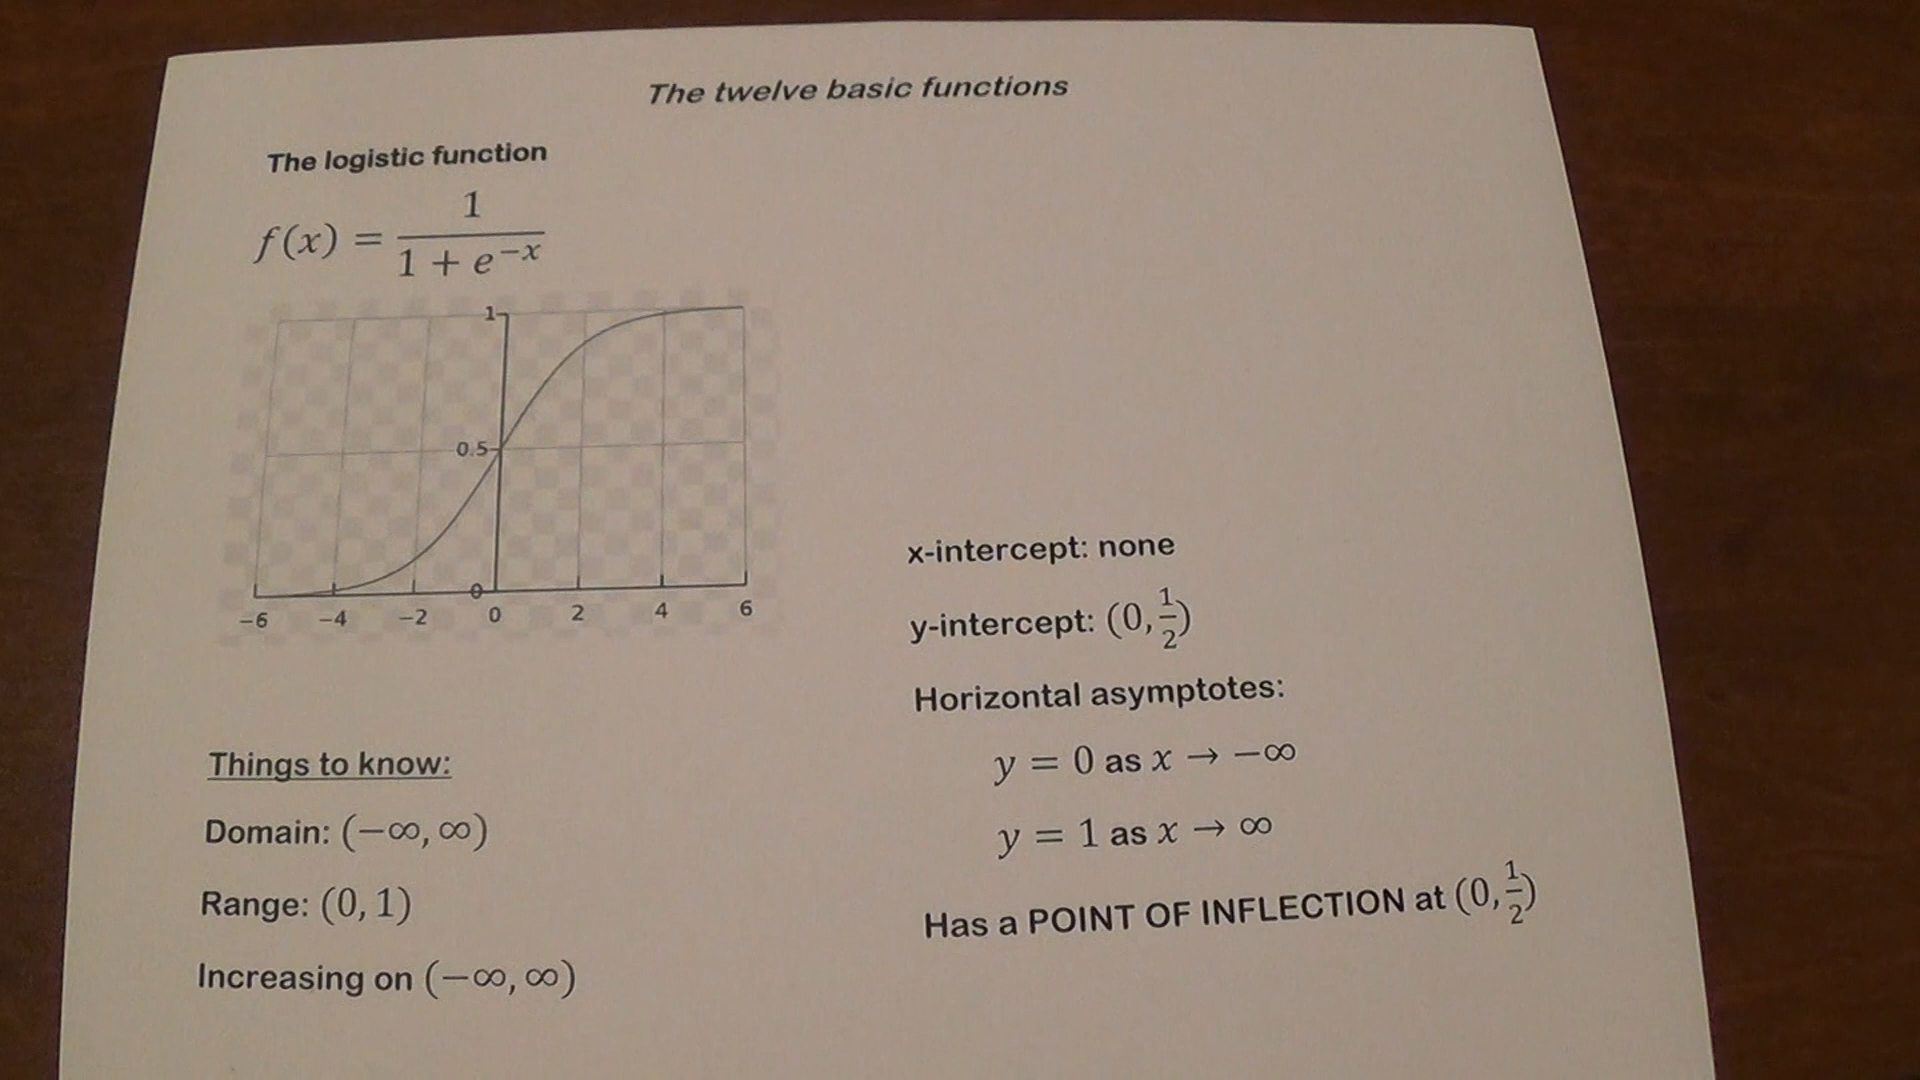 The twelve basic functions
The logistic function
f(x) = 1 / (1 + e^−x)
1
0.5
0
−6 −4 −2 0 2 4 6
Things to know:
Domain: (−∞, ∞)
Range: (0, 1)
Increasing on (−∞, ∞)
x-intercept: none
y-intercept: (0, 1/2)
Horizontal asymptotes:
y = 0 as x → −∞
y = 1 as x → ∞
Has a POINT OF INFLECTION at (0, 1/2)